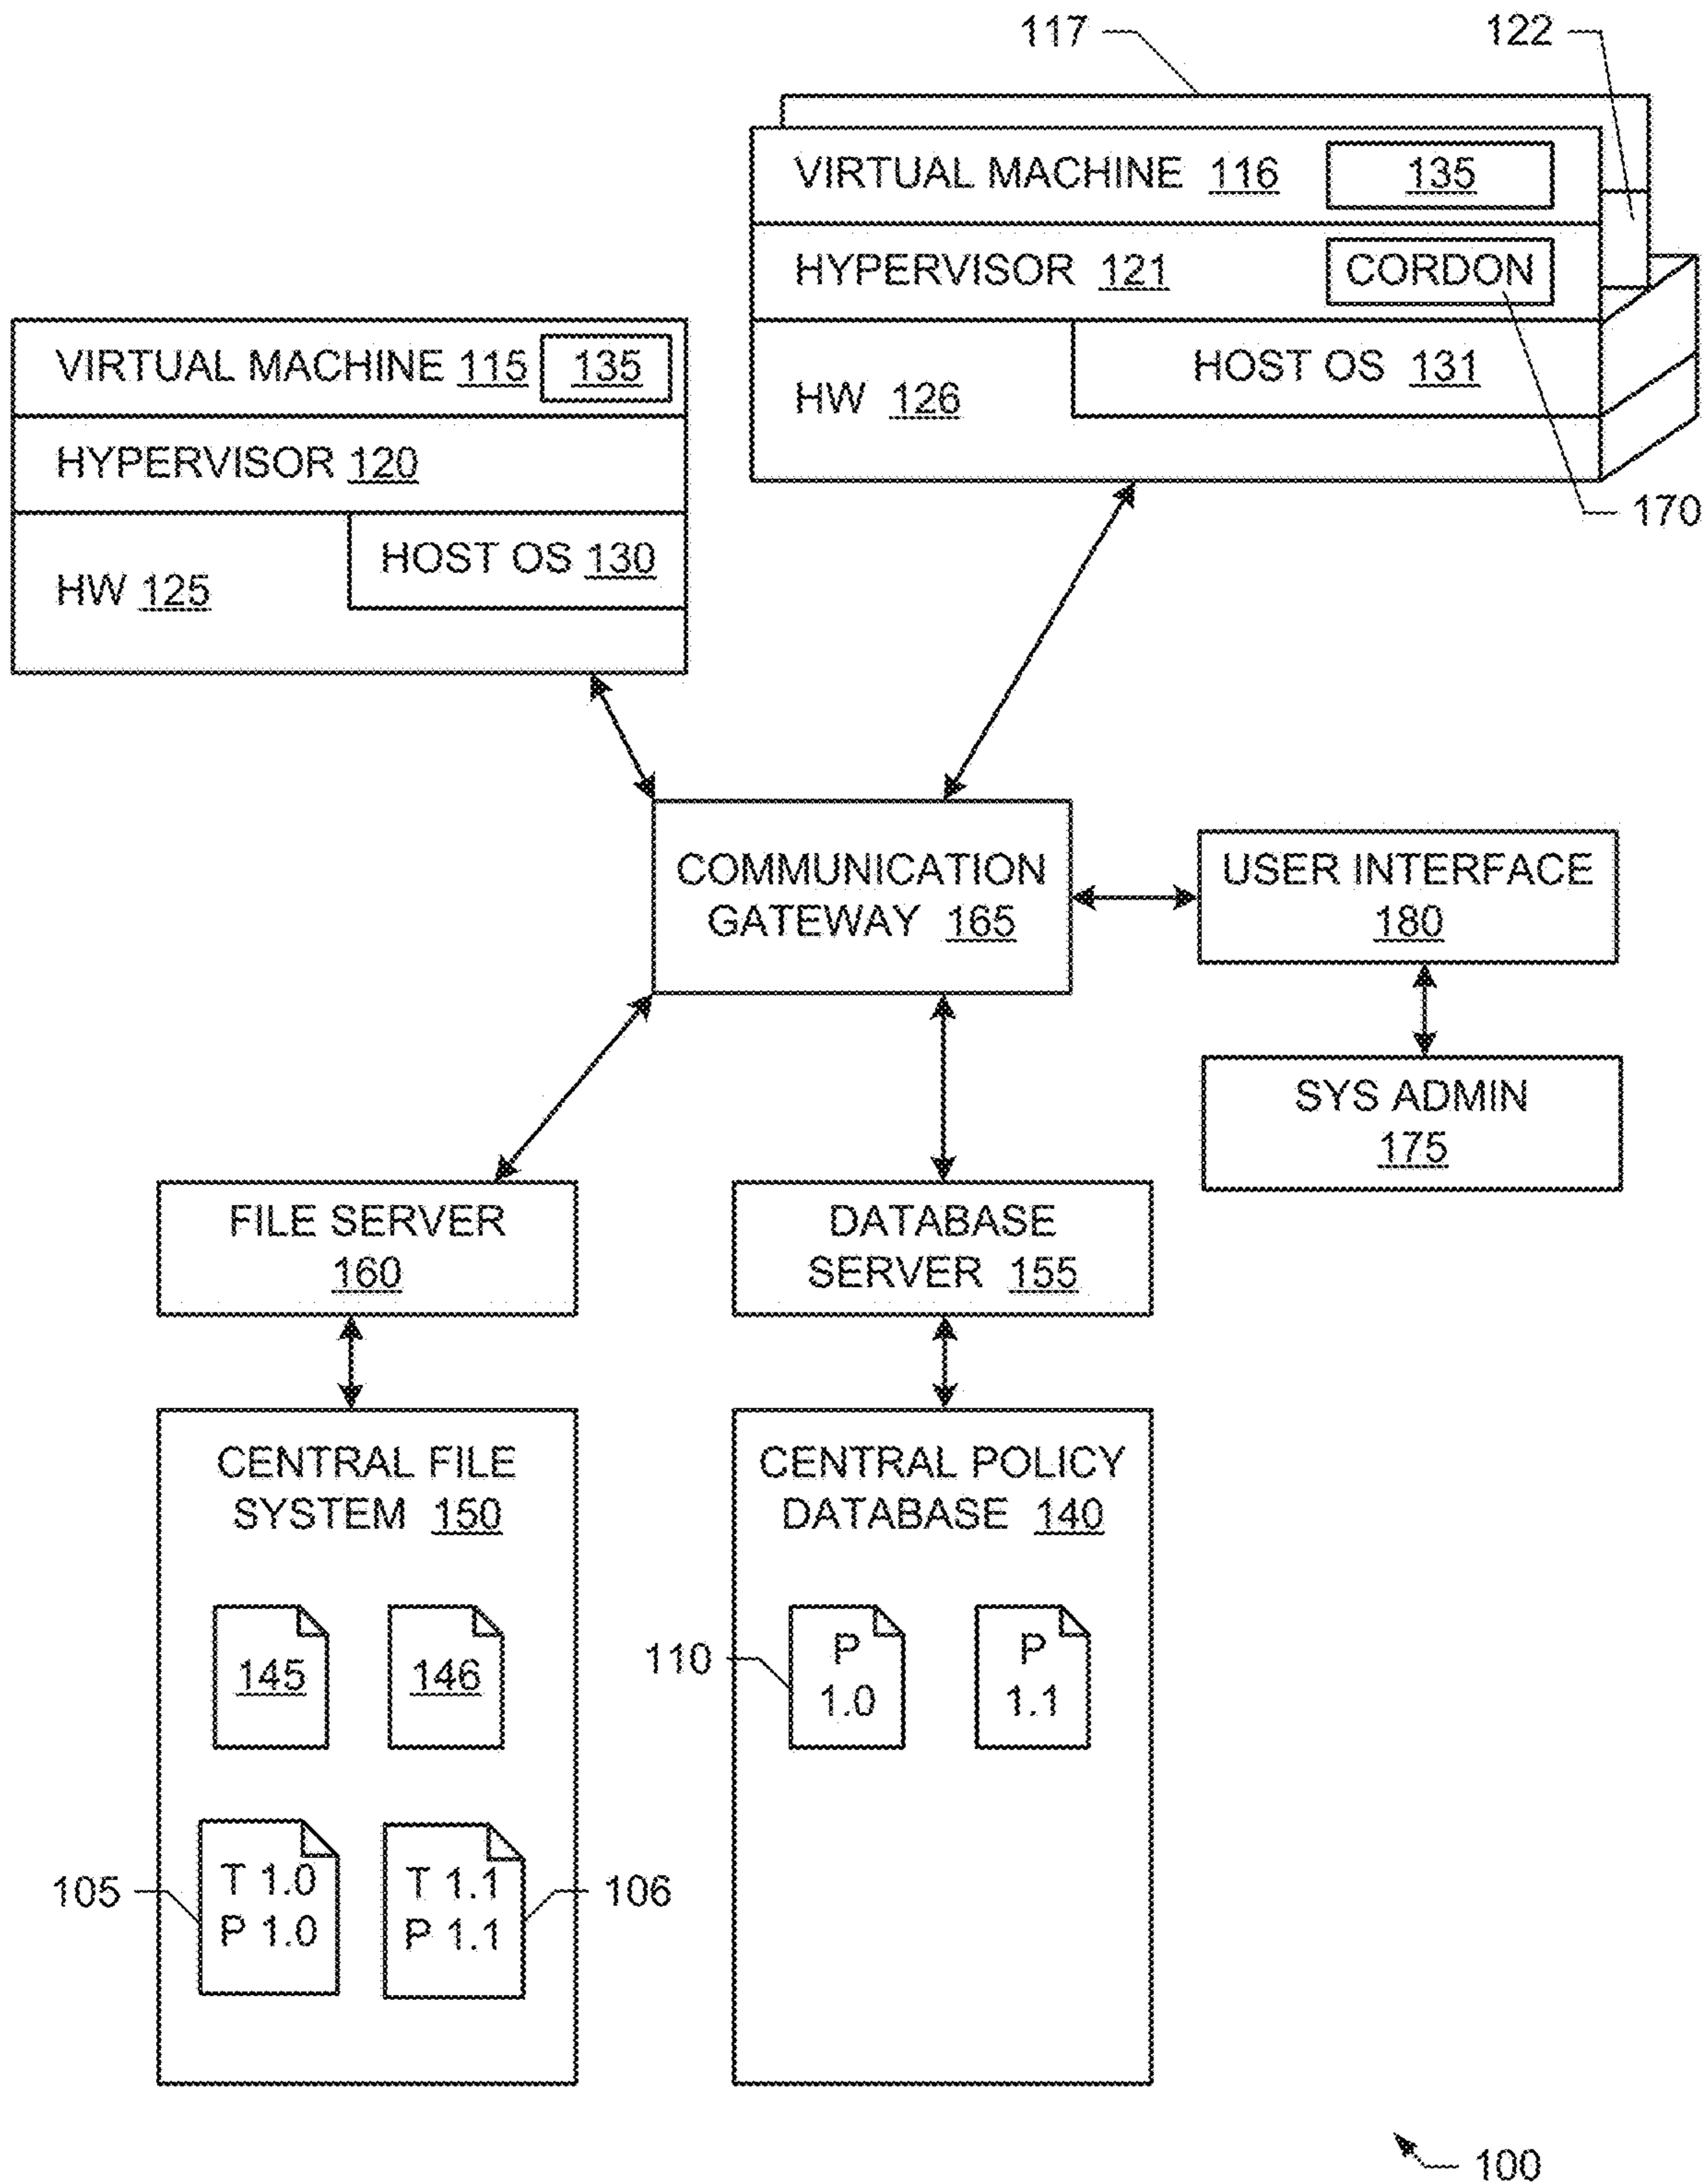 117
122
VIRTUAL MACHINE 116 135
HYPERVISOR 121 CORDON
HOST OS 131
HW 126
170
VIRTUAL MACHINE 115 135
HYPERVISOR 120
HOST OS 130
HW 125
COMMUNICATION
GATEWAY 165
USER INTERFACE
180
SYS ADMIN
175
FILE SERVER
160
DATABASE
SERVER 155
CENTRAL FILE
SYSTEM 150
145
146
105
T 1.0
P 1.0
T 1.1
P 1.1
106
CENTRAL POLICY
DATABASE 140
110
P
1.0
P
1.1
100